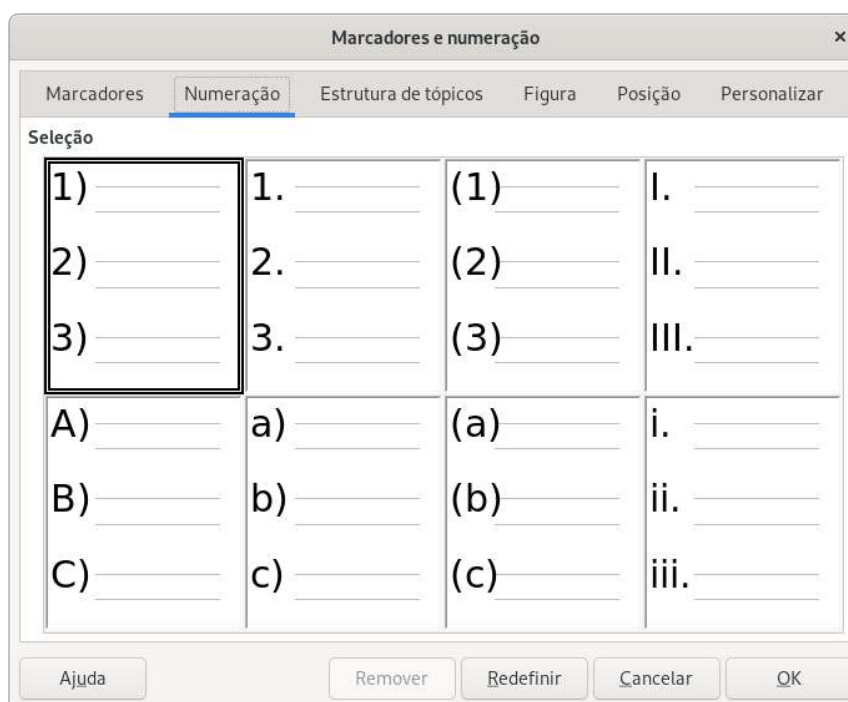 Marcadores e numeração ×
Marcadores Numeração Estrutura de tópicos Figura Posição Personalizar
Seleção
1) 1. (1) I.
2) 2. (2) II.
3) 3. (3) III.
A) a) (a) i.
B) b) (b) ii.
C) c) (c) iii.
Ajuda Remover Redefinir Cancelar OK